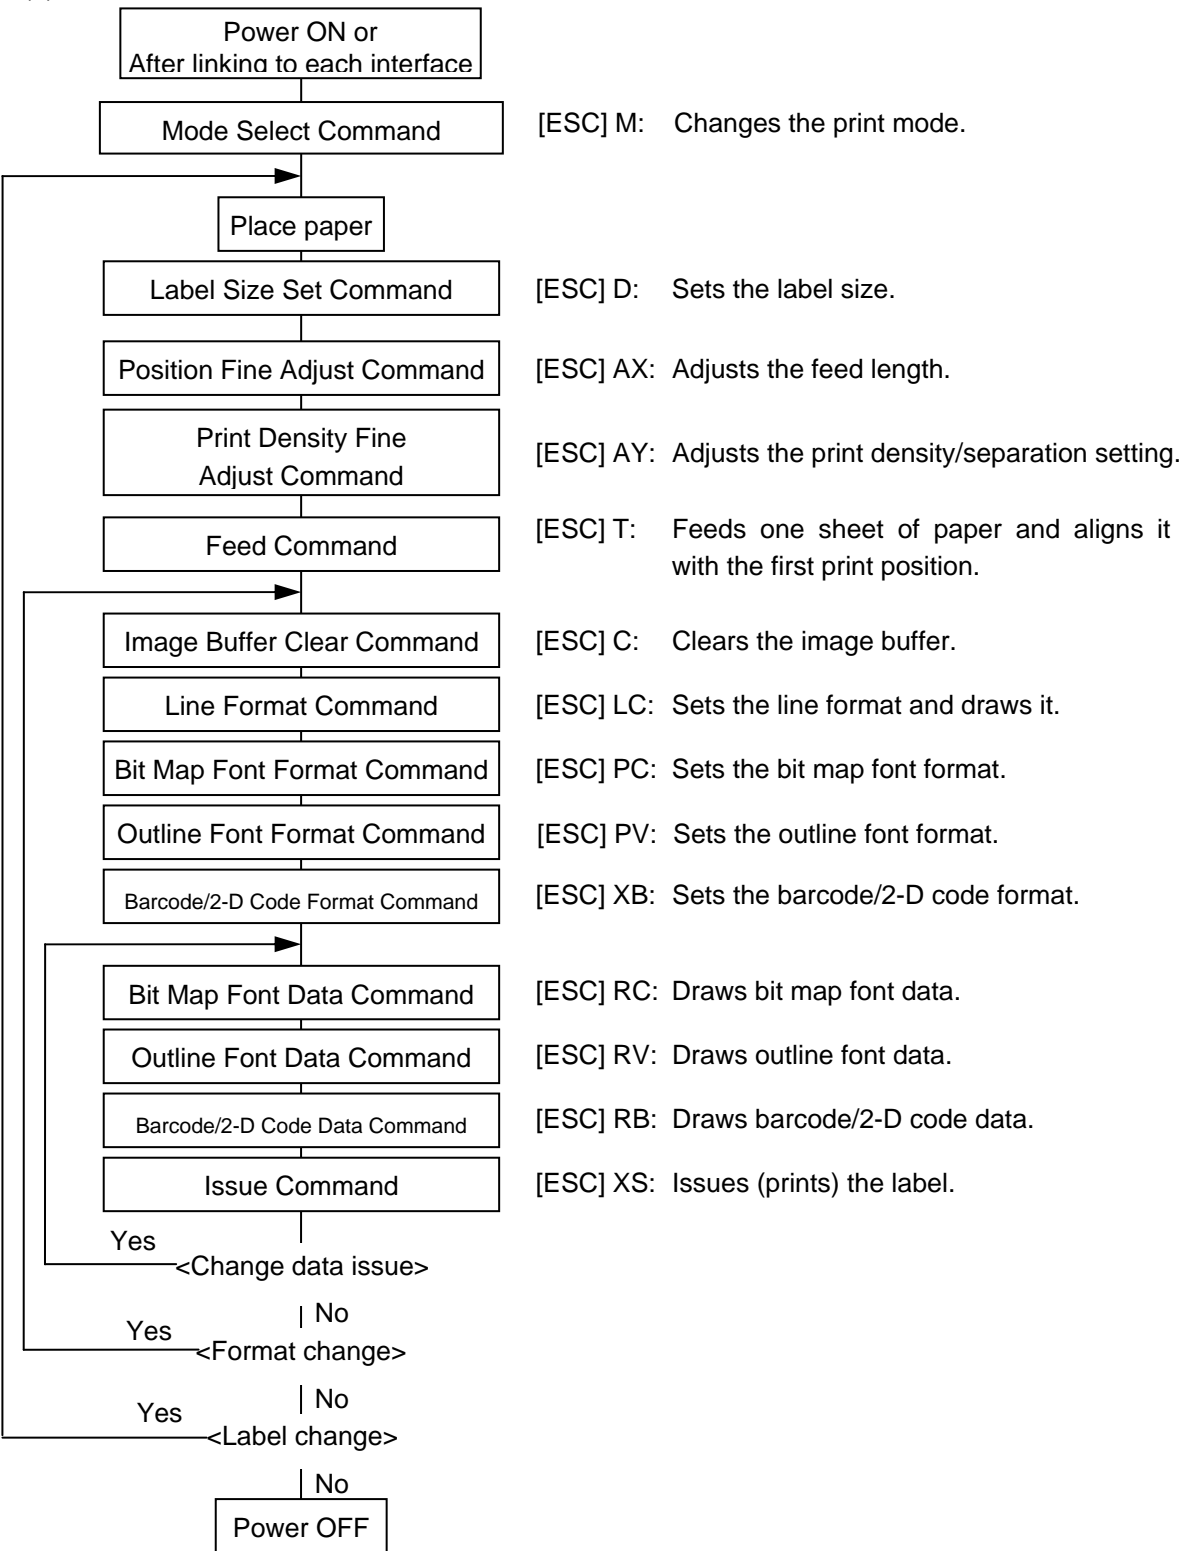 Power ON or
After linking to each interface
Mode Select Command [ESC] M: Changes the print mode.
Place paper
Label Size Set Command [ESC] D: Sets the label size.
Position Fine Adjust Command [ESC] AX: Adjusts the feed length.
Print Density Fine
Adjust Command [ESC] AY: Adjusts the print density/separation setting.
Feed Command [ESC] T: Feeds one sheet of paper and aligns it
with the first print position.
Image Buffer Clear Command [ESC] C: Clears the image buffer.
Line Format Command [ESC] LC: Sets the line format and draws it.
Bit Map Font Format Command [ESC] PC: Sets the bit map font format.
Outline Font Format Command [ESC] PV: Sets the outline font format.
Barcode/2-D Code Format Command [ESC] XB: Sets the barcode/2-D code format.
Bit Map Font Data Command [ESC] RC: Draws bit map font data.
Outline Font Data Command [ESC] RV: Draws outline font data.
Barcode/2-D Code Data Command [ESC] RB: Draws barcode/2-D code data.
Issue Command [ESC] XS: Issues (prints) the label.
Yes
<Change data issue>
No
Yes
<Format change>
No
Yes
<Label change>
No
Power OFF